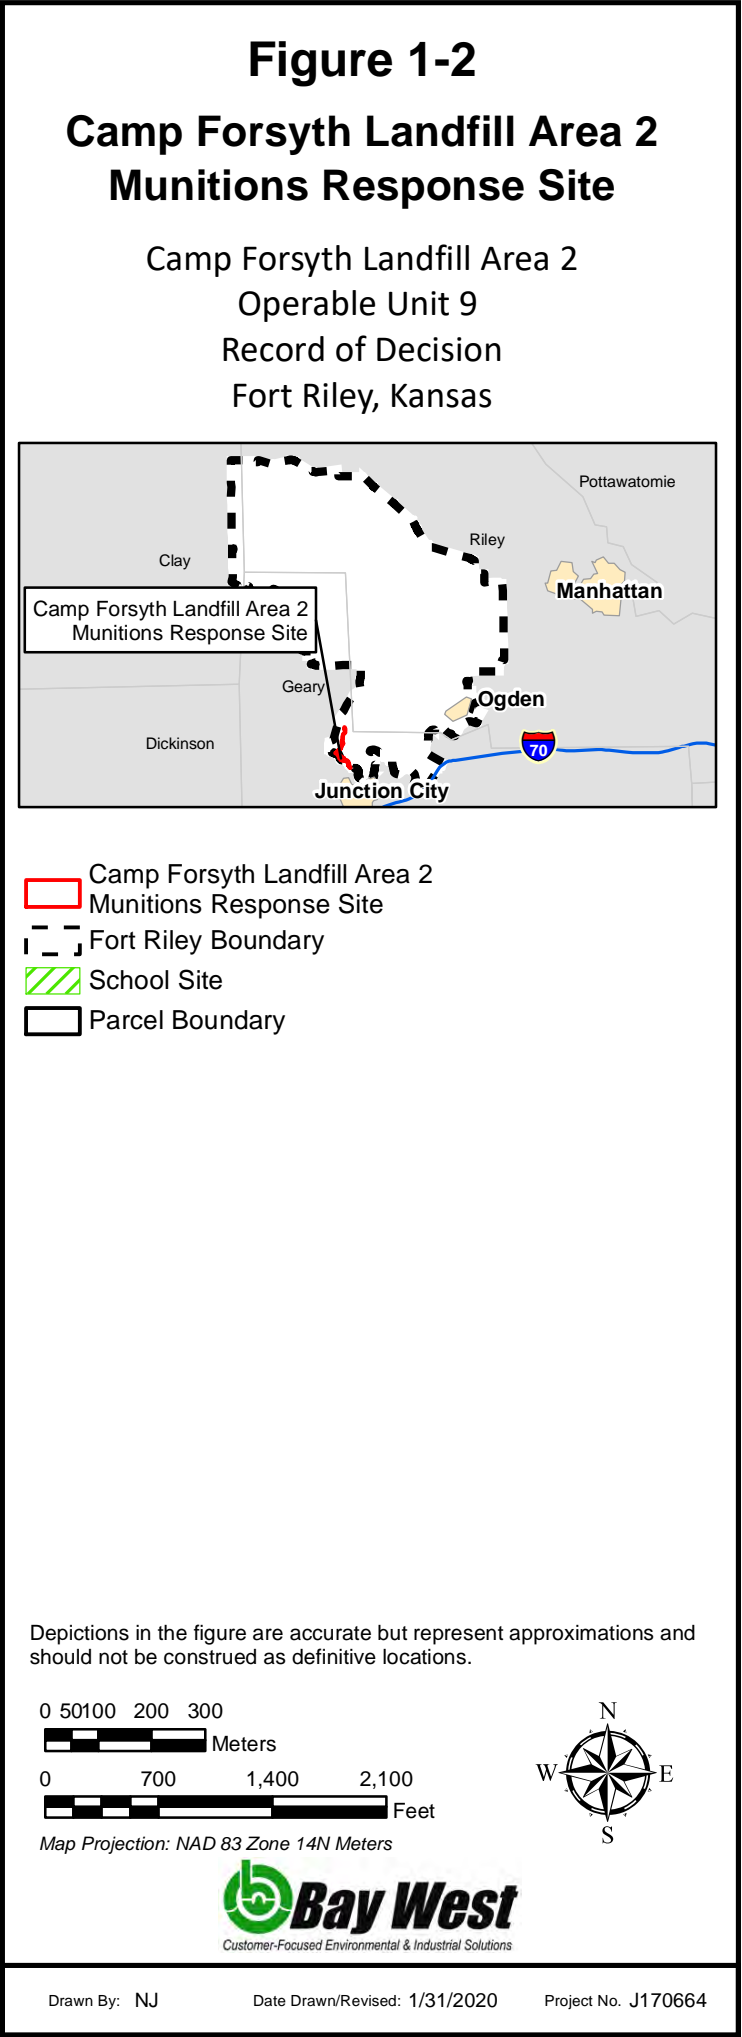 Figure 1-2
Camp Forsyth Landfill Area 2
Munitions Response Site
Camp Forsyth Landfill Area 2
Operable Unit 9
Record of Decision
Fort Riley, Kansas
Pottawatomie
Riley
Clay
Manhattan
Camp Forsyth Landfill Area 2
Munitions Response Site
Geary
Ogden
Dickinson
70
Junction City
Camp Forsyth Landfill Area 2
Munitions Response Site
Fort Riley Boundary
School Site
Parcel Boundary
Depictions in the figure are accurate but represent approximations and
should not be construed as definitive locations.
0 50100 200 300
Meters
0 700 1,400 2,100
Feet
Map Projection: NAD 83 Zone 14N Meters
N
W E
S
Bay West
Customer-Focused Environmental & Industrial Solutions
Drawn By: NJ Date Drawn/Revised: 1/31/2020 Project No. J170664